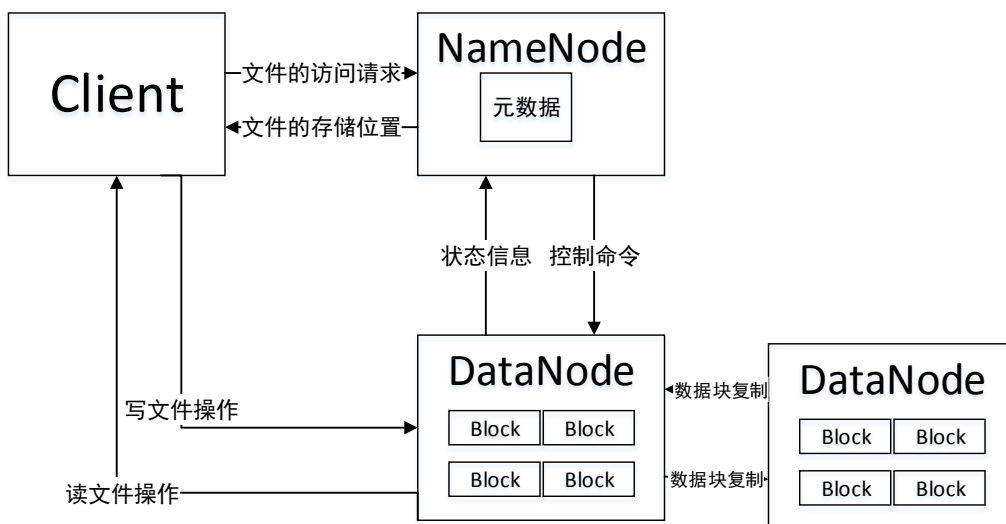 Client
文件的访问请求
文件的存储位置
NameNode
元数据
状态信息
控制命令
写文件操作
读文件操作
DataNode
Block Block
Block Block
数据块复制
数据块复制
DataNode
Block Block
Block Block